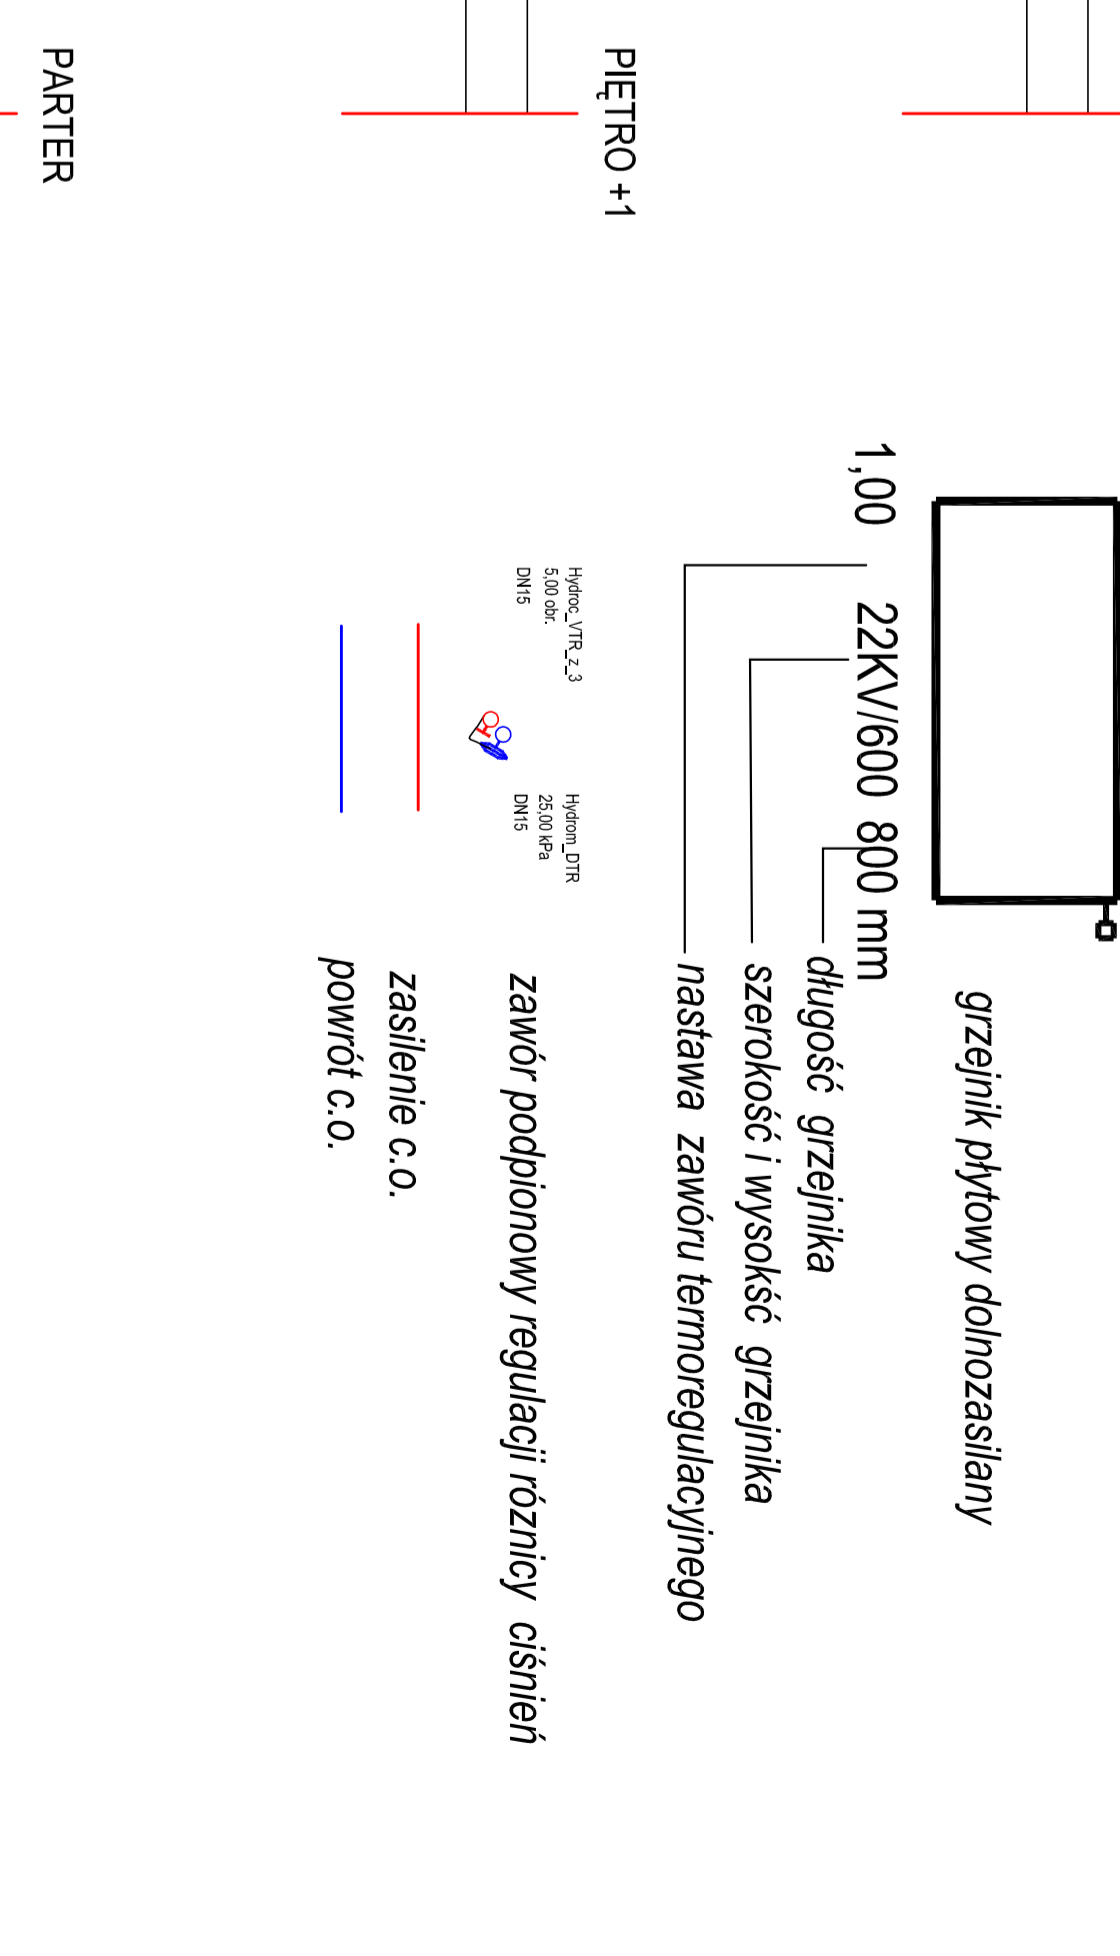 grzejnik płytowy dolnozasilany
1,00 22KV/600 800 mm
długość grzejnika
szerokość i wysokść grzejnika
nastawa zawóru termoregulacyjnego
PIĘTRO +1
Hydroc_VTR_z_3
5,00 obr.
DN15
Hydrom_DTR
25,00 kPa
DN15
zawór podpionowy regulacji róznicy ciśnień
zasilenie c.o.
powrót c.o.
PARTER